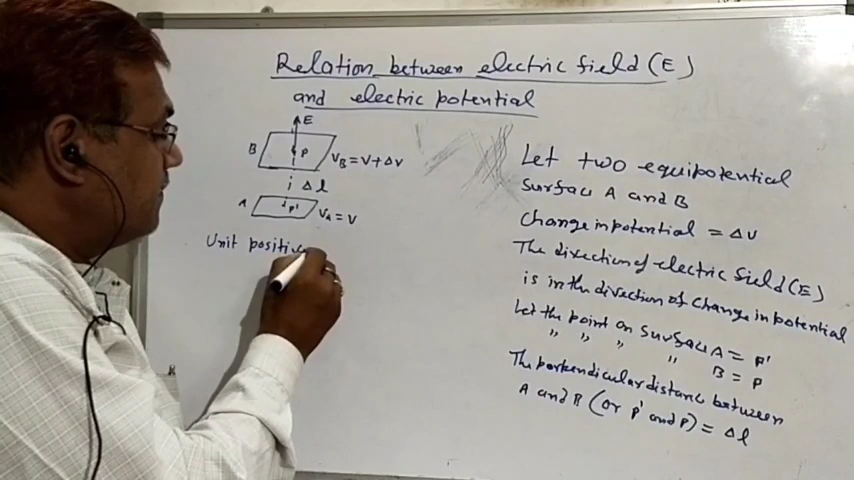 Relation between electric field (E)
and electric potential
E
B
P
V_B = V + ΔV
Δl
A
P'
V_A = V
Unit positive
Let two equipotential
Surface A and B
Change in potential = ΔV
The direction of electric field (E)
is in the direction of change in potential
Let the point on surface A = P'
" " " " B = P
The perpendicular distance between
A and B (or P' and P) = Δl